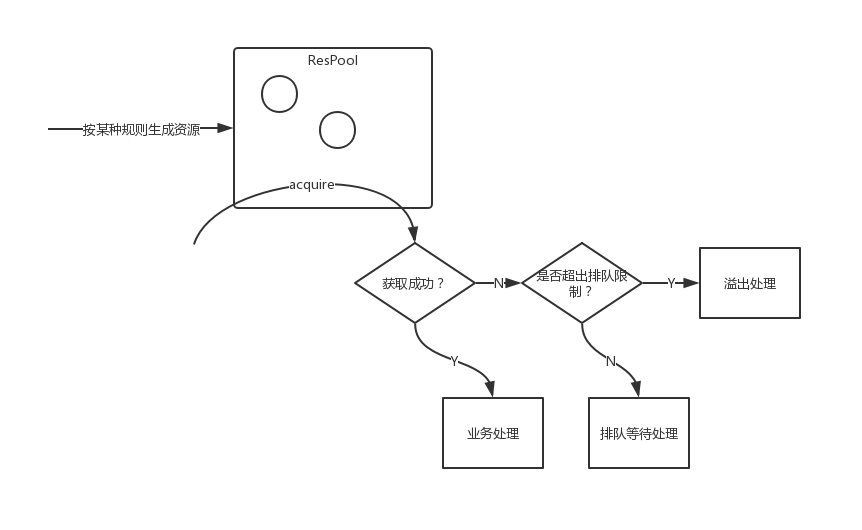 ResPool
按某种规则生成资源
acquire
获取成功？
N
是否超出排队限
制？
Y
溢出处理
Y
N
业务处理
排队等待处理